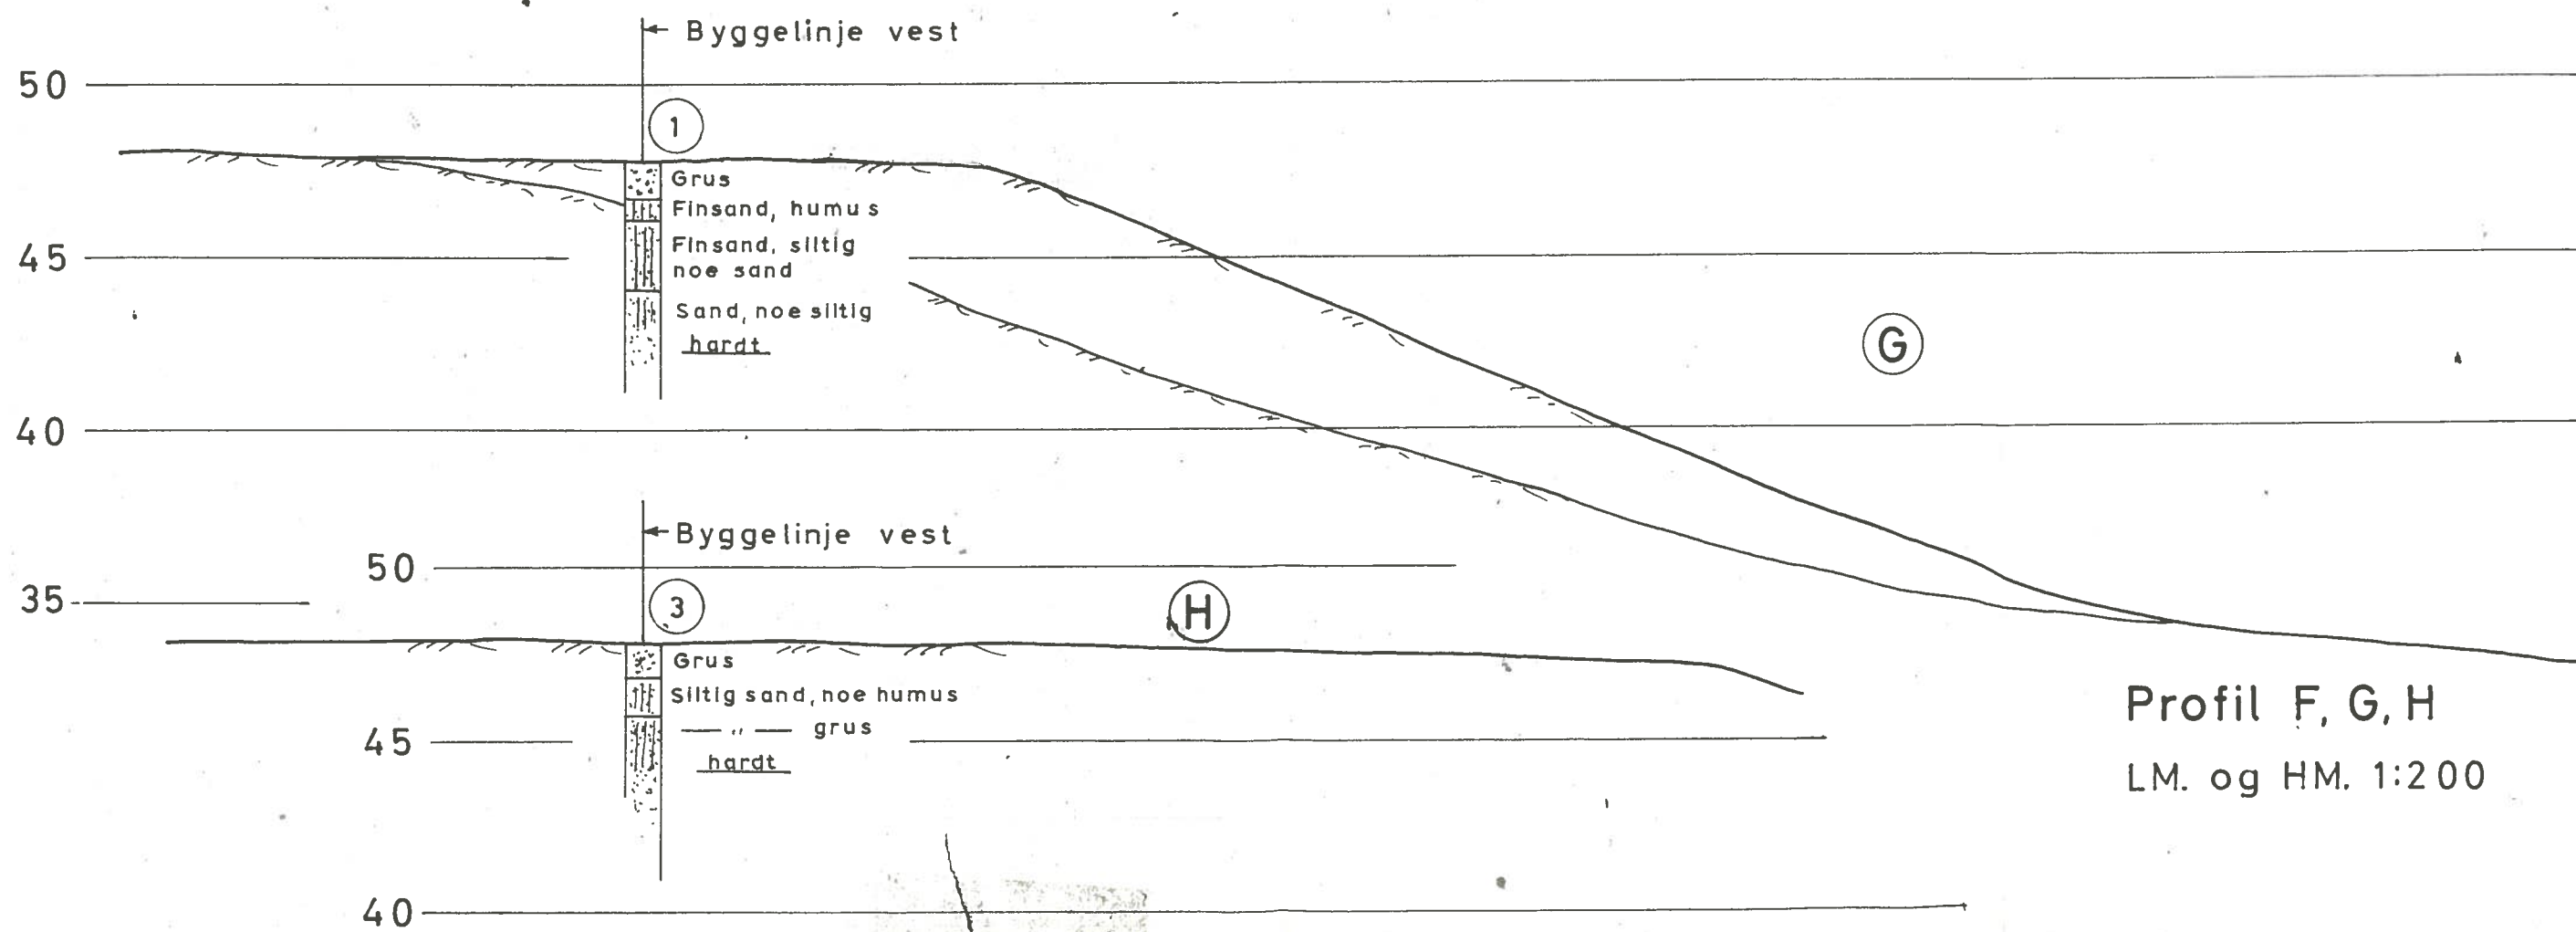 Byggelinje vest
50
1
Grus
Finsand, humus
45
Finsand, siltig
noe sand
Sand, noe siltig
hardt
G
40
Byggelinje vest
50
35
3
H
Grus
Siltig sand, noe humus
45
— " — grus
hardt
40
Profil F, G, H
LM. og HM. 1:200